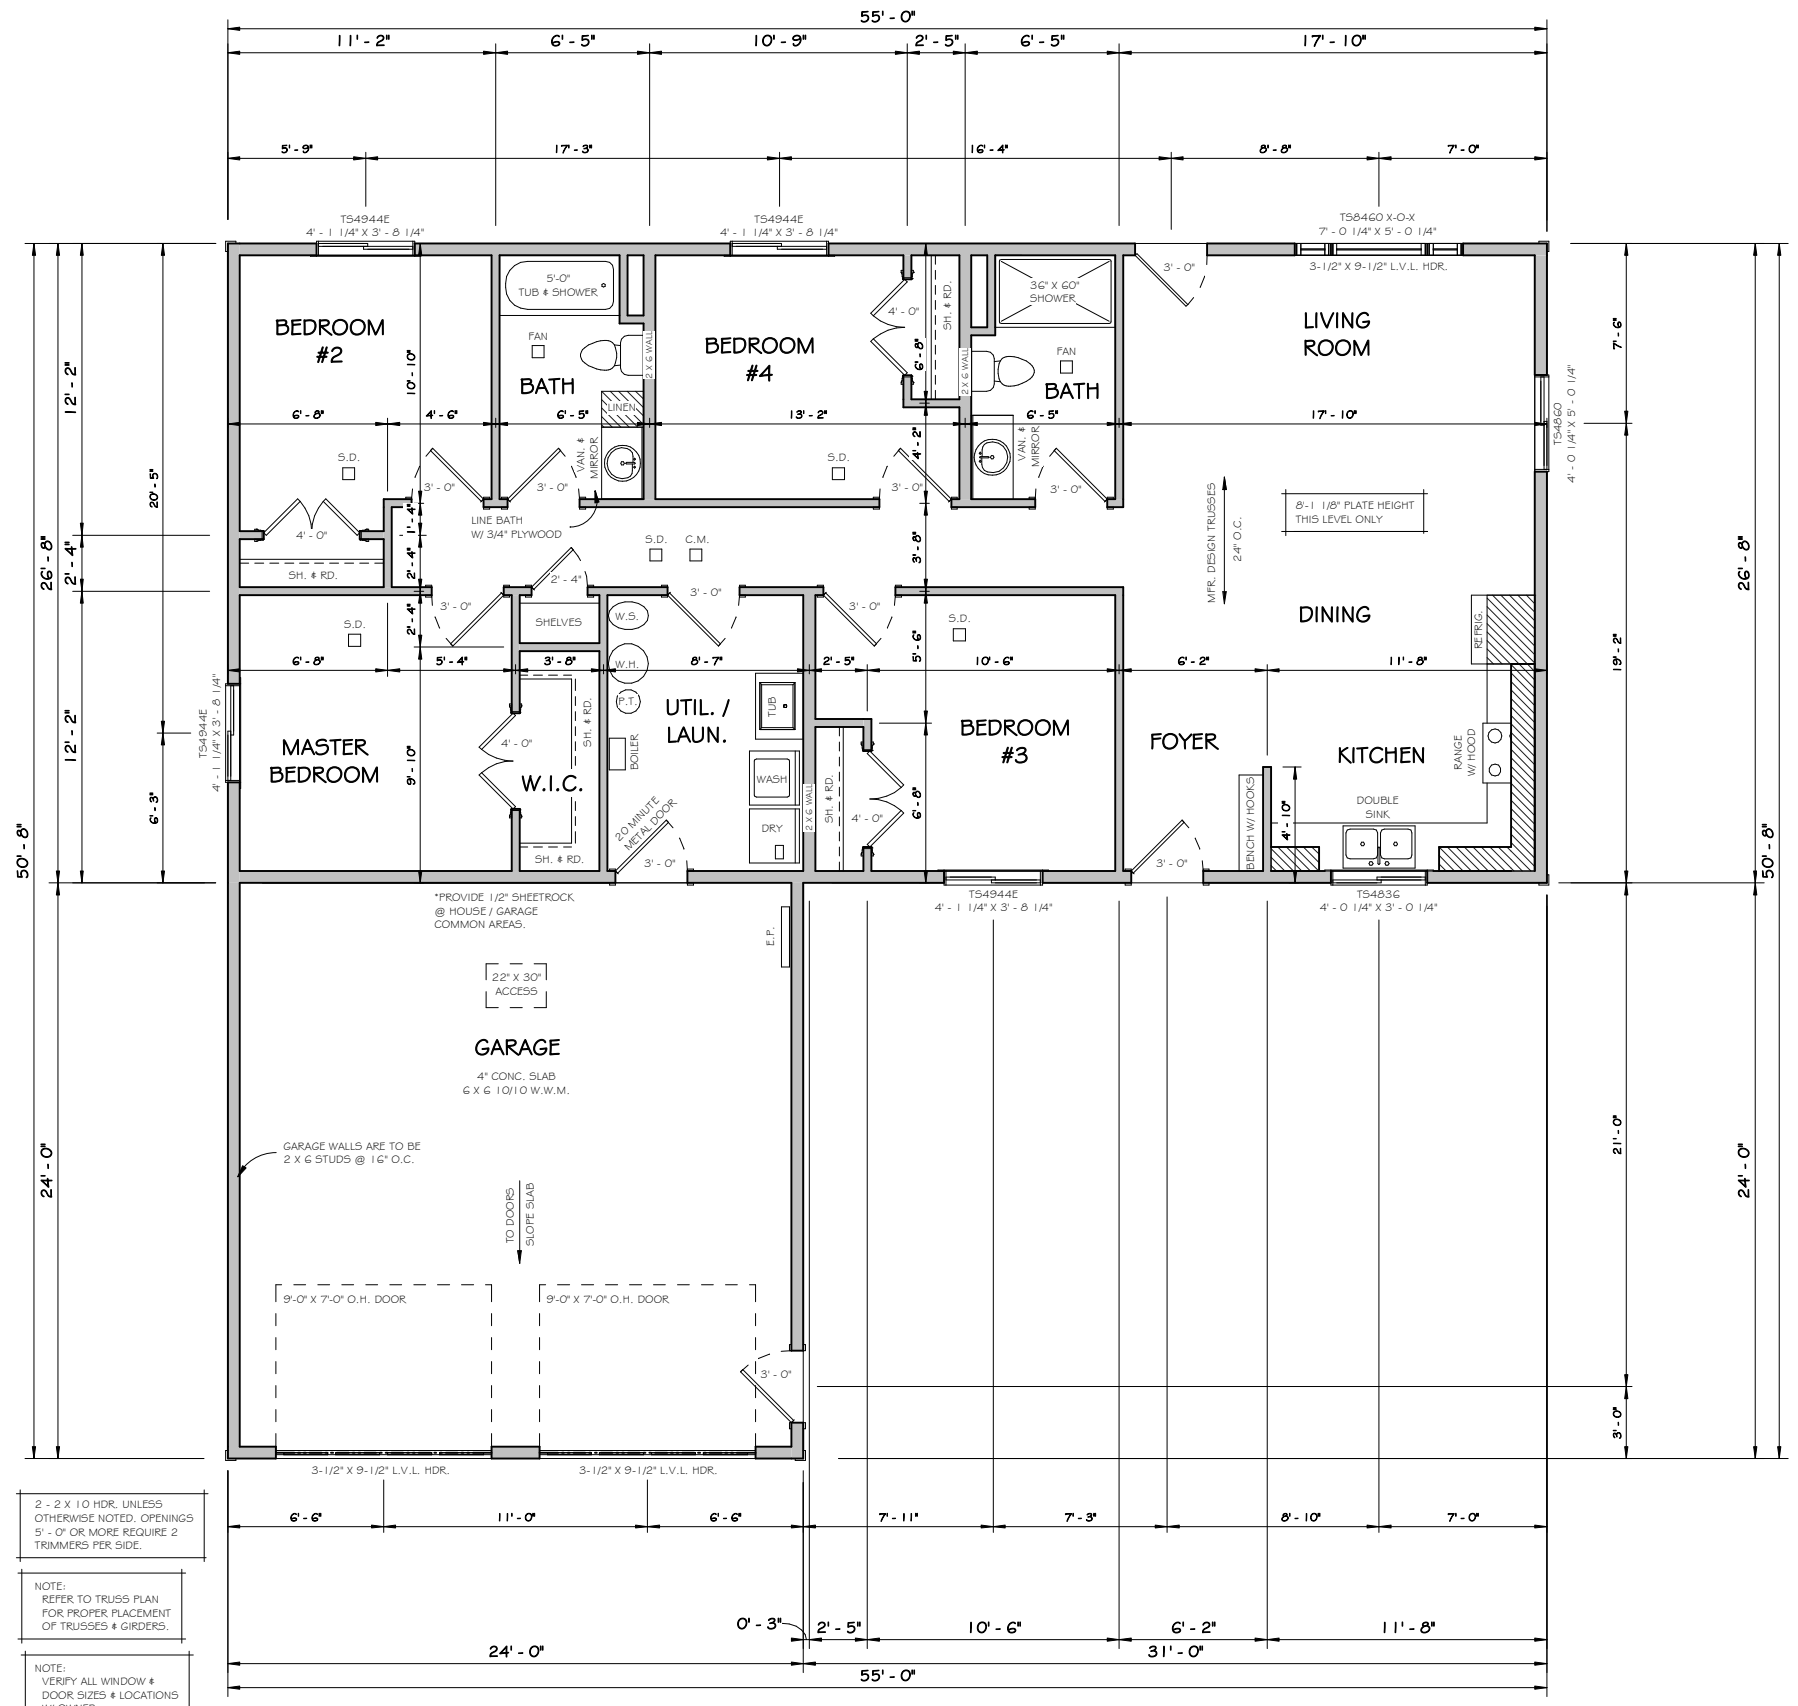 55' - 0"
11' - 2" 6' - 5" 10' - 9" 2' - 5" 6' - 5" 17' - 10"
5' - 9" 17' - 3" 16' - 4" 8' - 8" 7' - 0"
TS4944E
4' - 1 1/4" X 3' - 8 1/4"
TS4944E
4' - 1 1/4" X 3' - 8 1/4"
TS8460 X-O-X
7' - 0 1/4" X 5' - 0 1/4"
3-1/2" X 9-1/2" L.V.L. HDR.
3' - 0"
5'-0"
TUB & SHOWER
36" X 60"
SHOWER
4' - 0"
SH. & RD.
6' - 8"
BEDROOM
#2
10' - 10"
FAN
BATH
2 X 6 WALL
BEDROOM
#4
2 X 6 WALL
FAN
BATH
LIVING
ROOM
7' - 6"
12' - 2"
20' - 5"
26' - 8"
2' - 4"
12' - 2"
6' - 3"
50' - 8"
24' - 0"
LINEN
6' - 8" 4' - 6" 6' - 5" 13' - 2" 6' - 5" 17' - 10"
TS4860
4' - 0 1/4" X 5' - 0 1/4"
VAN. &
MIRROR
4' - 2"
VAN. &
MIRROR
S.D.
S.D.
3' - 0"
3' - 0"
3' - 0"
3' - 0"
1' - 4"
LINE BATH
W/ 3/4" PLYWOOD
4' - 0"
SH. & RD.
2' - 4"
S.D. C.M.
3' - 8"
MFR. DESIGN TRUSSES
24" O.C.
8'-1 1/8" PLATE HEIGHT
THIS LEVEL ONLY
26' - 8"
2' - 4"
3' - 0"
3' - 0"
3' - 0"
2' - 4"
SHELVES
W.S.
S.D.
S.D.
5' - 6"
DINING
REFRIG.
19' - 2"
6' - 8" 5' - 4" 3' - 8" 8' - 7" 2' - 5" 10' - 6" 6' - 2" 11' - 8"
W.H.
P.T.
TS4944E
4' - 1 1/4" X 3' - 8 1/4"
SH. & RD.
UTIL. /
LAUN.
TUB
BOILER
4' - 0"
MASTER
BEDROOM
9' - 10"
W.I.C.
SH. & RD.
WASH
DRY
20 MINUTE
METAL DOOR
3' - 0"
2 X 6 WALL
SH. & RD.
4' - 0"
6' - 8"
BEDROOM
#3
FOYER
KITCHEN
RANGE
W/ HOOD
DOUBLE
SINK
BENCH W/ HOOKS
4' - 10"
3' - 0"
TS4944E
4' - 1 1/4" X 3' - 8 1/4"
TS4836
4' - 0 1/4" X 3' - 0 1/4"
50' - 8"
*PROVIDE 1/2" SHEETROCK
@ HOUSE / GARAGE
COMMON AREAS.
E.P.
22" X 30"
ACCESS
GARAGE
4" CONC. SLAB
6 X 6 10/10 W.W.M.
GARAGE WALLS ARE TO BE
2 X 6 STUDS @ 16" O.C.
TO DOORS
SLOPE SLAB
21' - 0"
24' - 0"
3' - 0"
9'-0" X 7'-0" O.H. DOOR
9'-0" X 7'-0" O.H. DOOR
3' - 0"
3-1/2" X 9-1/2" L.V.L. HDR.
3-1/2" X 9-1/2" L.V.L. HDR.
6' - 6" 11' - 0" 6' - 6" 7' - 11" 7' - 3" 8' - 10" 7' - 0"
2 - 2 X 10 HDR. UNLESS
OTHERWISE NOTED. OPENINGS
5' - 0" OR MORE REQUIRE 2
TRIMMERS PER SIDE.
NOTE:
REFER TO TRUSS PLAN
FOR PROPER PLACEMENT
OF TRUSSES & GIRDERS.
0' - 3" 2' - 5" 10' - 6" 6' - 2" 11' - 8"
24' - 0" 31' - 0"
55' - 0"
NOTE:
VERIFY ALL WINDOW &
DOOR SIZES & LOCATIONS